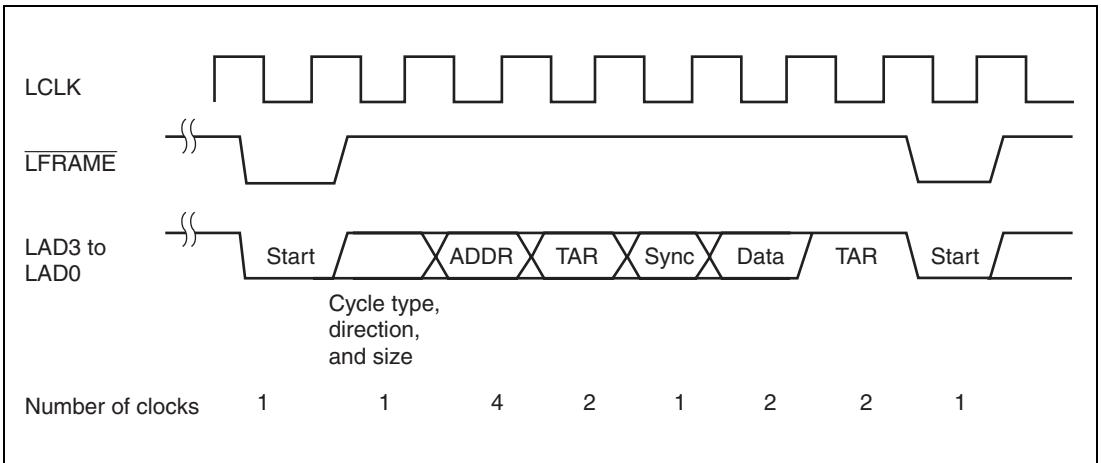 LCLK
LFRAME
LAD3 to
LAD0
Start ADDR TAR Sync Data TAR Start
Cycle type,
direction,
and size
Number of clocks 1 1 4 2 1 2 2 1